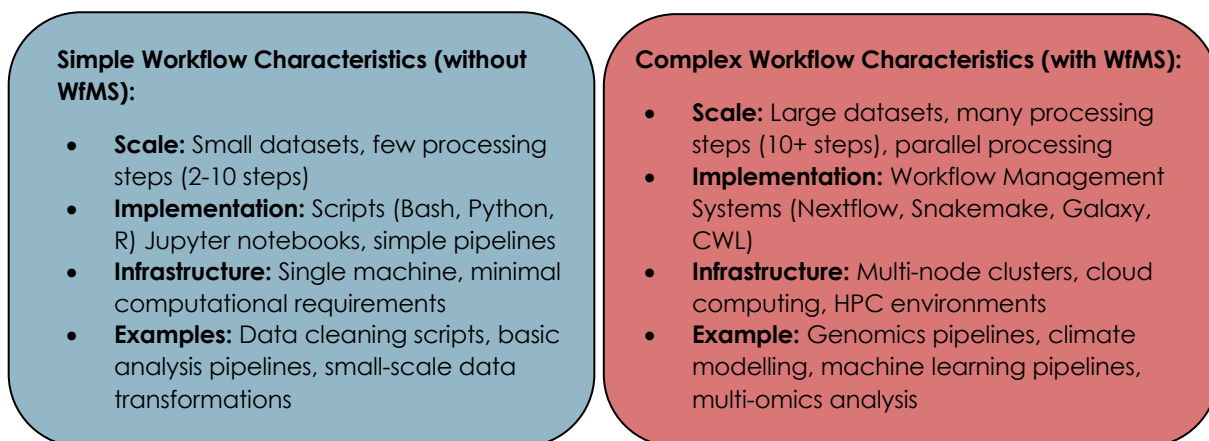 Simple Workflow Characteristics (without
WfMS):
• Scale: Small datasets, few processing
steps (2-10 steps)
• Implementation: Scripts (Bash, Python,
R) Jupyter notebooks, simple pipelines
• Infrastructure: Single machine, minimal
computational requirements
• Examples: Data cleaning scripts, basic
analysis pipelines, small-scale data
transformations
Complex Workflow Characteristics (with WfMS):
• Scale: Large datasets, many processing
steps (10+ steps), parallel processing
• Implementation: Workflow Management
Systems (Nextflow, Snakemake, Galaxy,
CWL)
• Infrastructure: Multi-node clusters, cloud
computing, HPC environments
• Example: Genomics pipelines, climate
modelling, machine learning pipelines,
multi-omics analysis